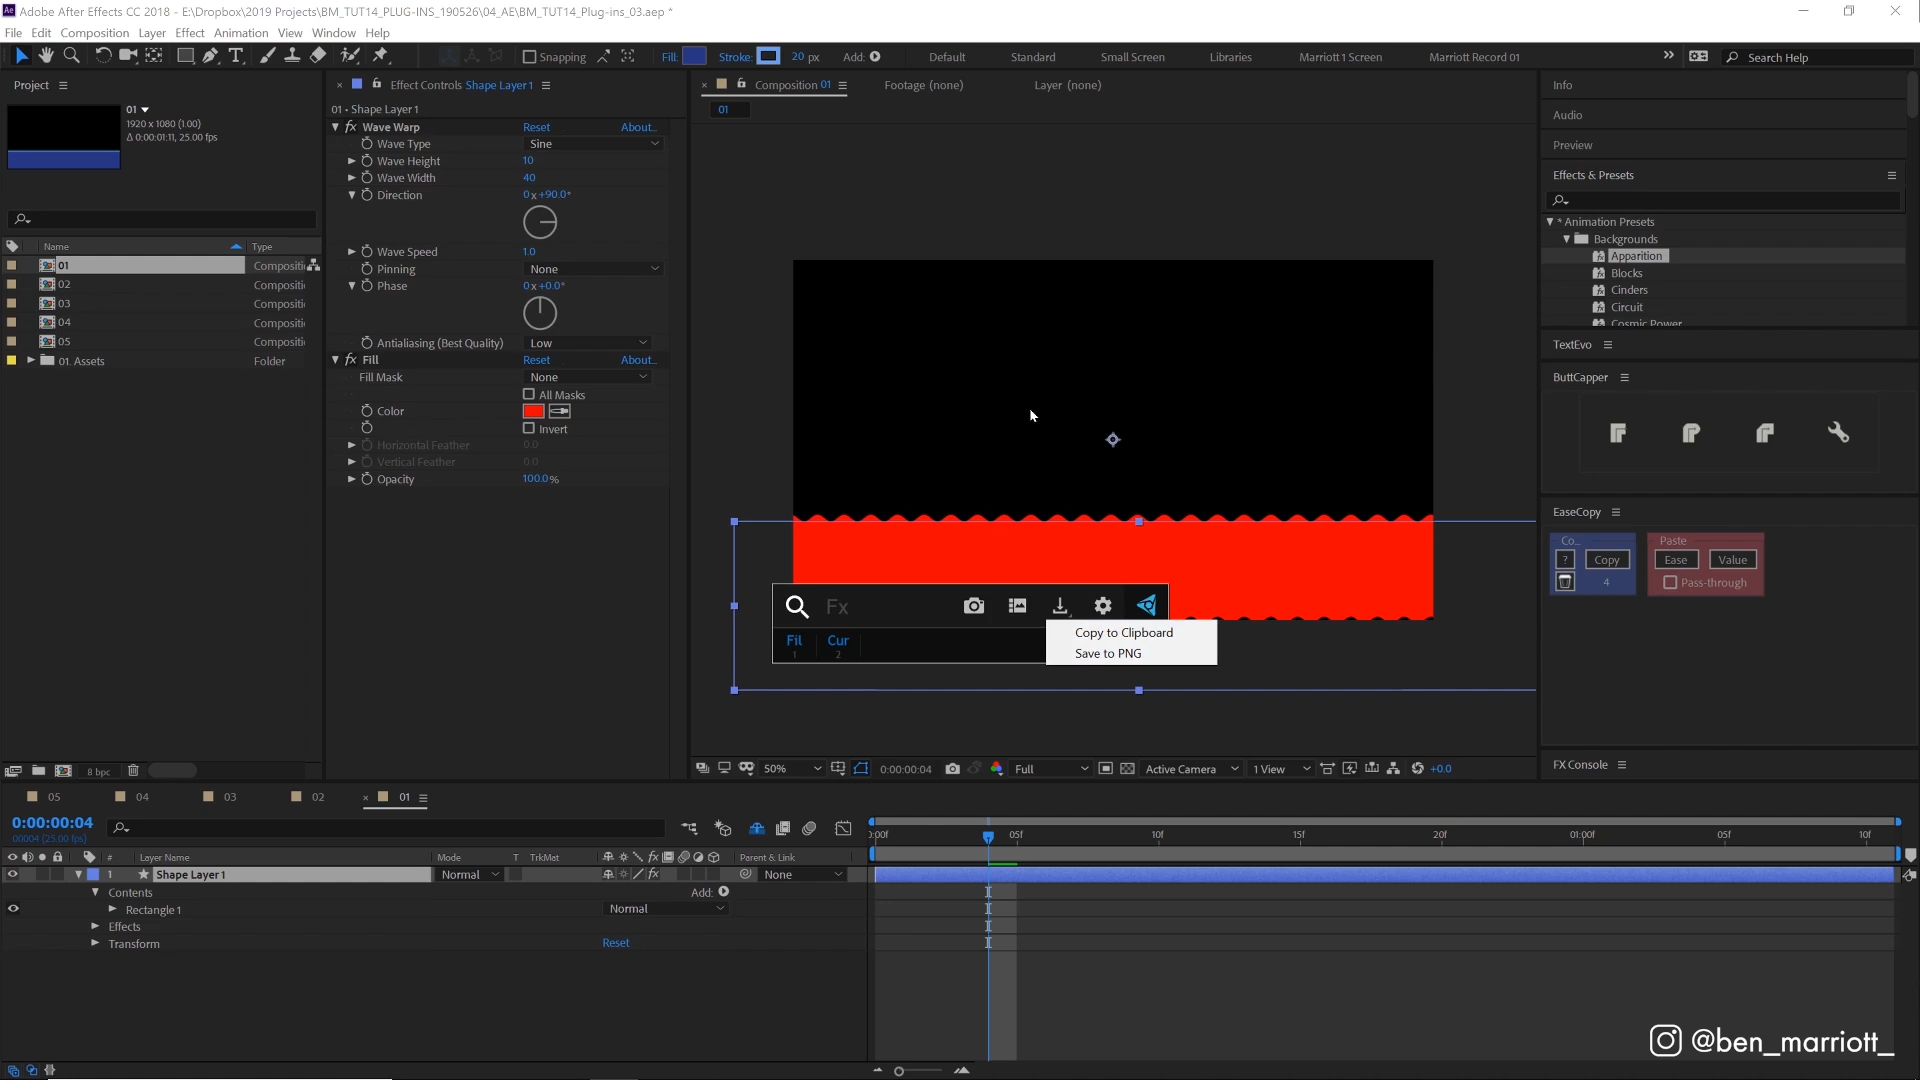 Adobe After Effects CC 2018 - E:\Dropbox\2019 Projects\BM_TUT14_PLUG-INS_190526\04_AE\BM_TUT14_Plug-ins_03.aep *
File Edit Composition Layer Effect Animation View Window Help
Snapping Fill: Stroke: 20 px Add: Default Standard Small Screen Libraries Marriott 1 Screen Marriott Record 01 Search Help
Project
01
1920 x 1080 (1.00)
Δ 0:00:01:11, 25.00 fps
Name Type
01 Compositi
02 Compositi
03 Compositi
04 Compositi
05 Compositi
01. Assets Folder
8 bpc
Effect Controls Shape Layer 1
01 • Shape Layer 1
fx Wave Warp Reset About...
Wave Type Sine
Wave Height 10
Wave Width 40
Direction 0x+90.0°
Wave Speed 1.0
Pinning None
Phase 0x+0.0°
Antialiasing (Best Quality) Low
fx Fill Reset About...
Fill Mask None
All Masks
Color
Invert
Horizontal Feather 0.0
Vertical Feather 0.0
Opacity 100.0%
Composition 01 Footage (none) Layer (none)
01
Fx
Fil Cur
1 2
Copy to Clipboard
Save to PNG
50% 0:00:00:04 Full Active Camera 1 View +0.0
Info
Audio
Preview
Effects & Presets
* Animation Presets
Backgrounds
Apparition
Blocks
Cinders
Circuit
Cosmic Power
TextEvo
ButtCapper
EaseCopy
Co... Paste
? Copy Ease Value
4 Pass-through
FX Console
05 04 03 02 01
0:00:00:04
00004 (25.00 fps)
# Layer Name Mode T TrkMat fx Parent & Link
1 Shape Layer 1 Normal fx None
Contents Add:
Rectangle 1 Normal
Effects
Transform Reset
0:00f 05f 10f 15f 20f 01:00f 05f 10f
@ben_marriott_